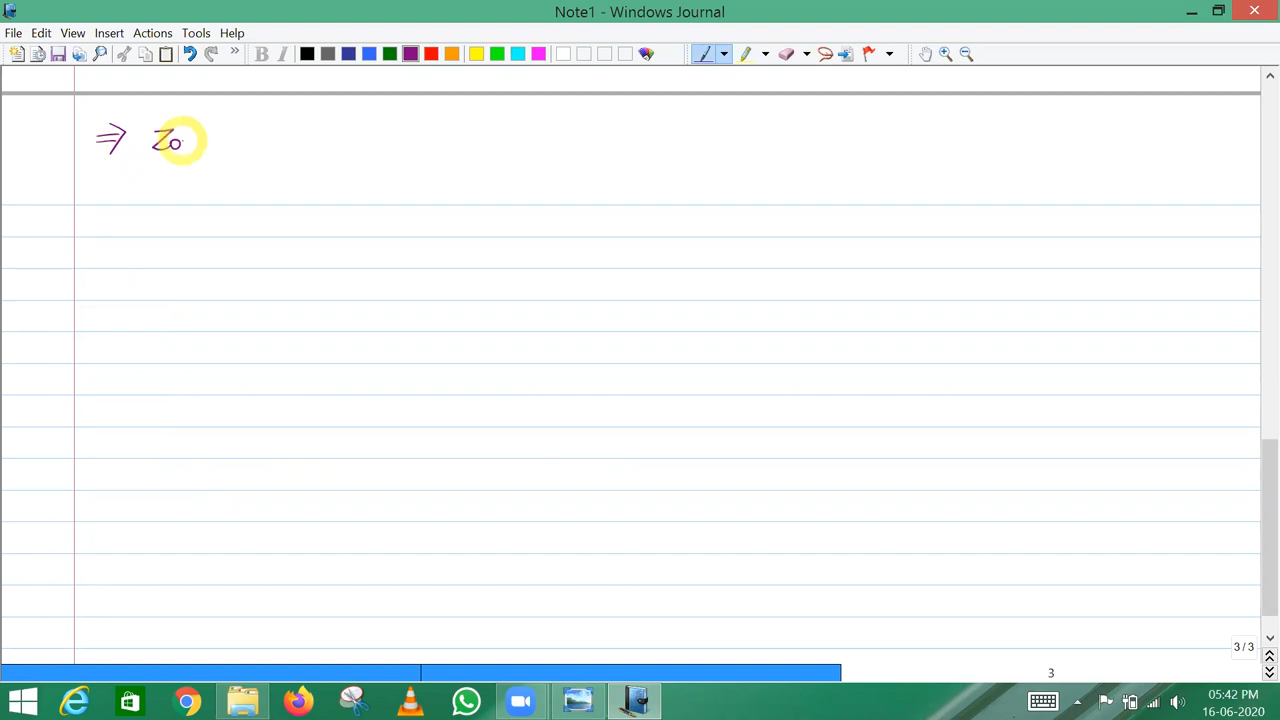 Note1 - Windows Journal
File Edit View Insert Actions Tools Help
B I
⇒ Zo
3 / 3
3
05:42 PM
16-06-2020